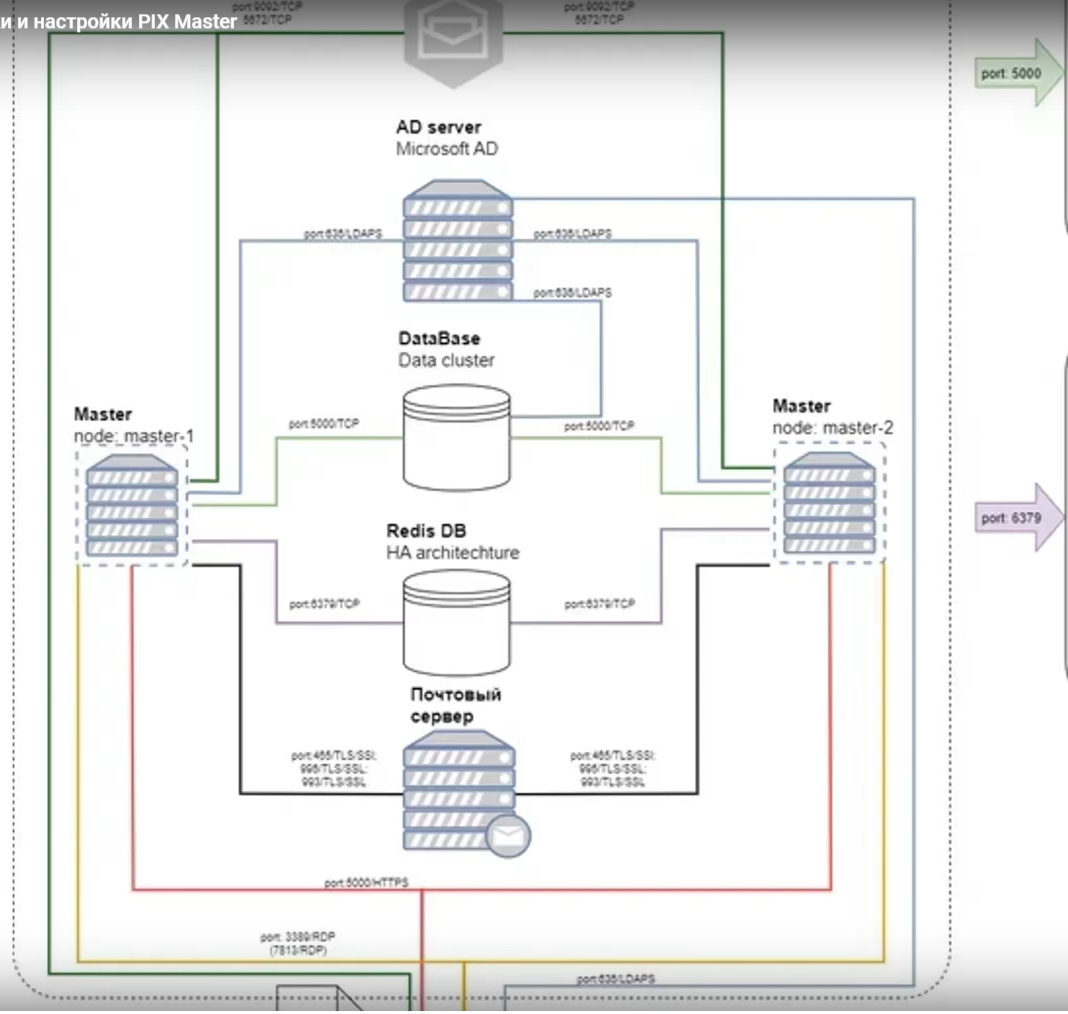 и и настройки PIX Master
port:9092/TCP
5672/TCP
port:9092/TCP
5672/TCP
port: 5000
AD server
Microsoft AD
port:636/LDAPS
port:636/LDAPS
port:636/LDAPS
DataBase
Data cluster
Master
node: master-1
Master
node: master-2
port:5000/TCP
port:5000/TCP
Redis DB
HA architechture
port: 6379
port:6379/TCP
port:6379/TCP
Почтовый
сервер
port:465/TLS/SSL;
995/TLS/SSL;
993/TLS/SSL
port:465/TLS/SSL;
995/TLS/SSL;
993/TLS/SSL
port:5000/HTTPS
port: 3389/RDP
(7813/RDP)
port:636/LDAPS